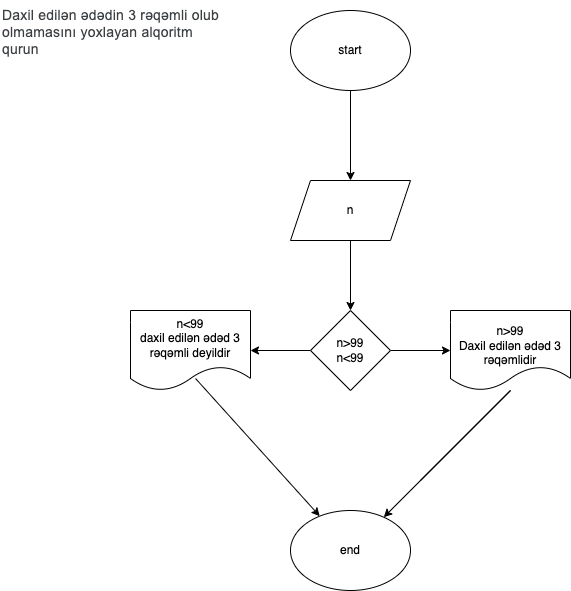 Daxil edilən ədədin 3 rəqəmli olub
olmamasını yoxlayan alqoritm
qurun
start
n
n<99
daxil edilən ədəd 3
rəqəmli deyildir
n>99
n<99
n>99
Daxil edilən ədəd 3
rəqəmlidir
end